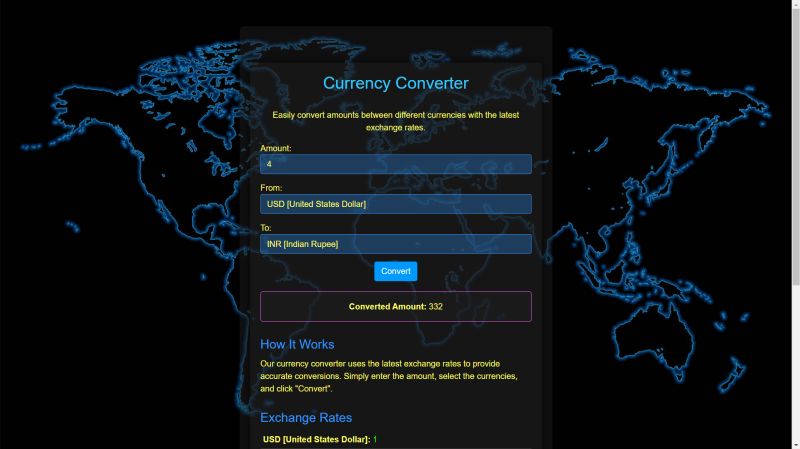 Currency Converter
Easily convert amounts between different currencies with the latest
exchange rates.
Amount:
4
From:
USD [United States Dollar]
To:
INR [Indian Rupee]
Convert
Converted Amount: 332
How It Works
Our currency converter uses the latest exchange rates to provide
accurate conversions. Simply enter the amount, select the currencies,
and click "Convert".
Exchange Rates
USD [United States Dollar]: 1